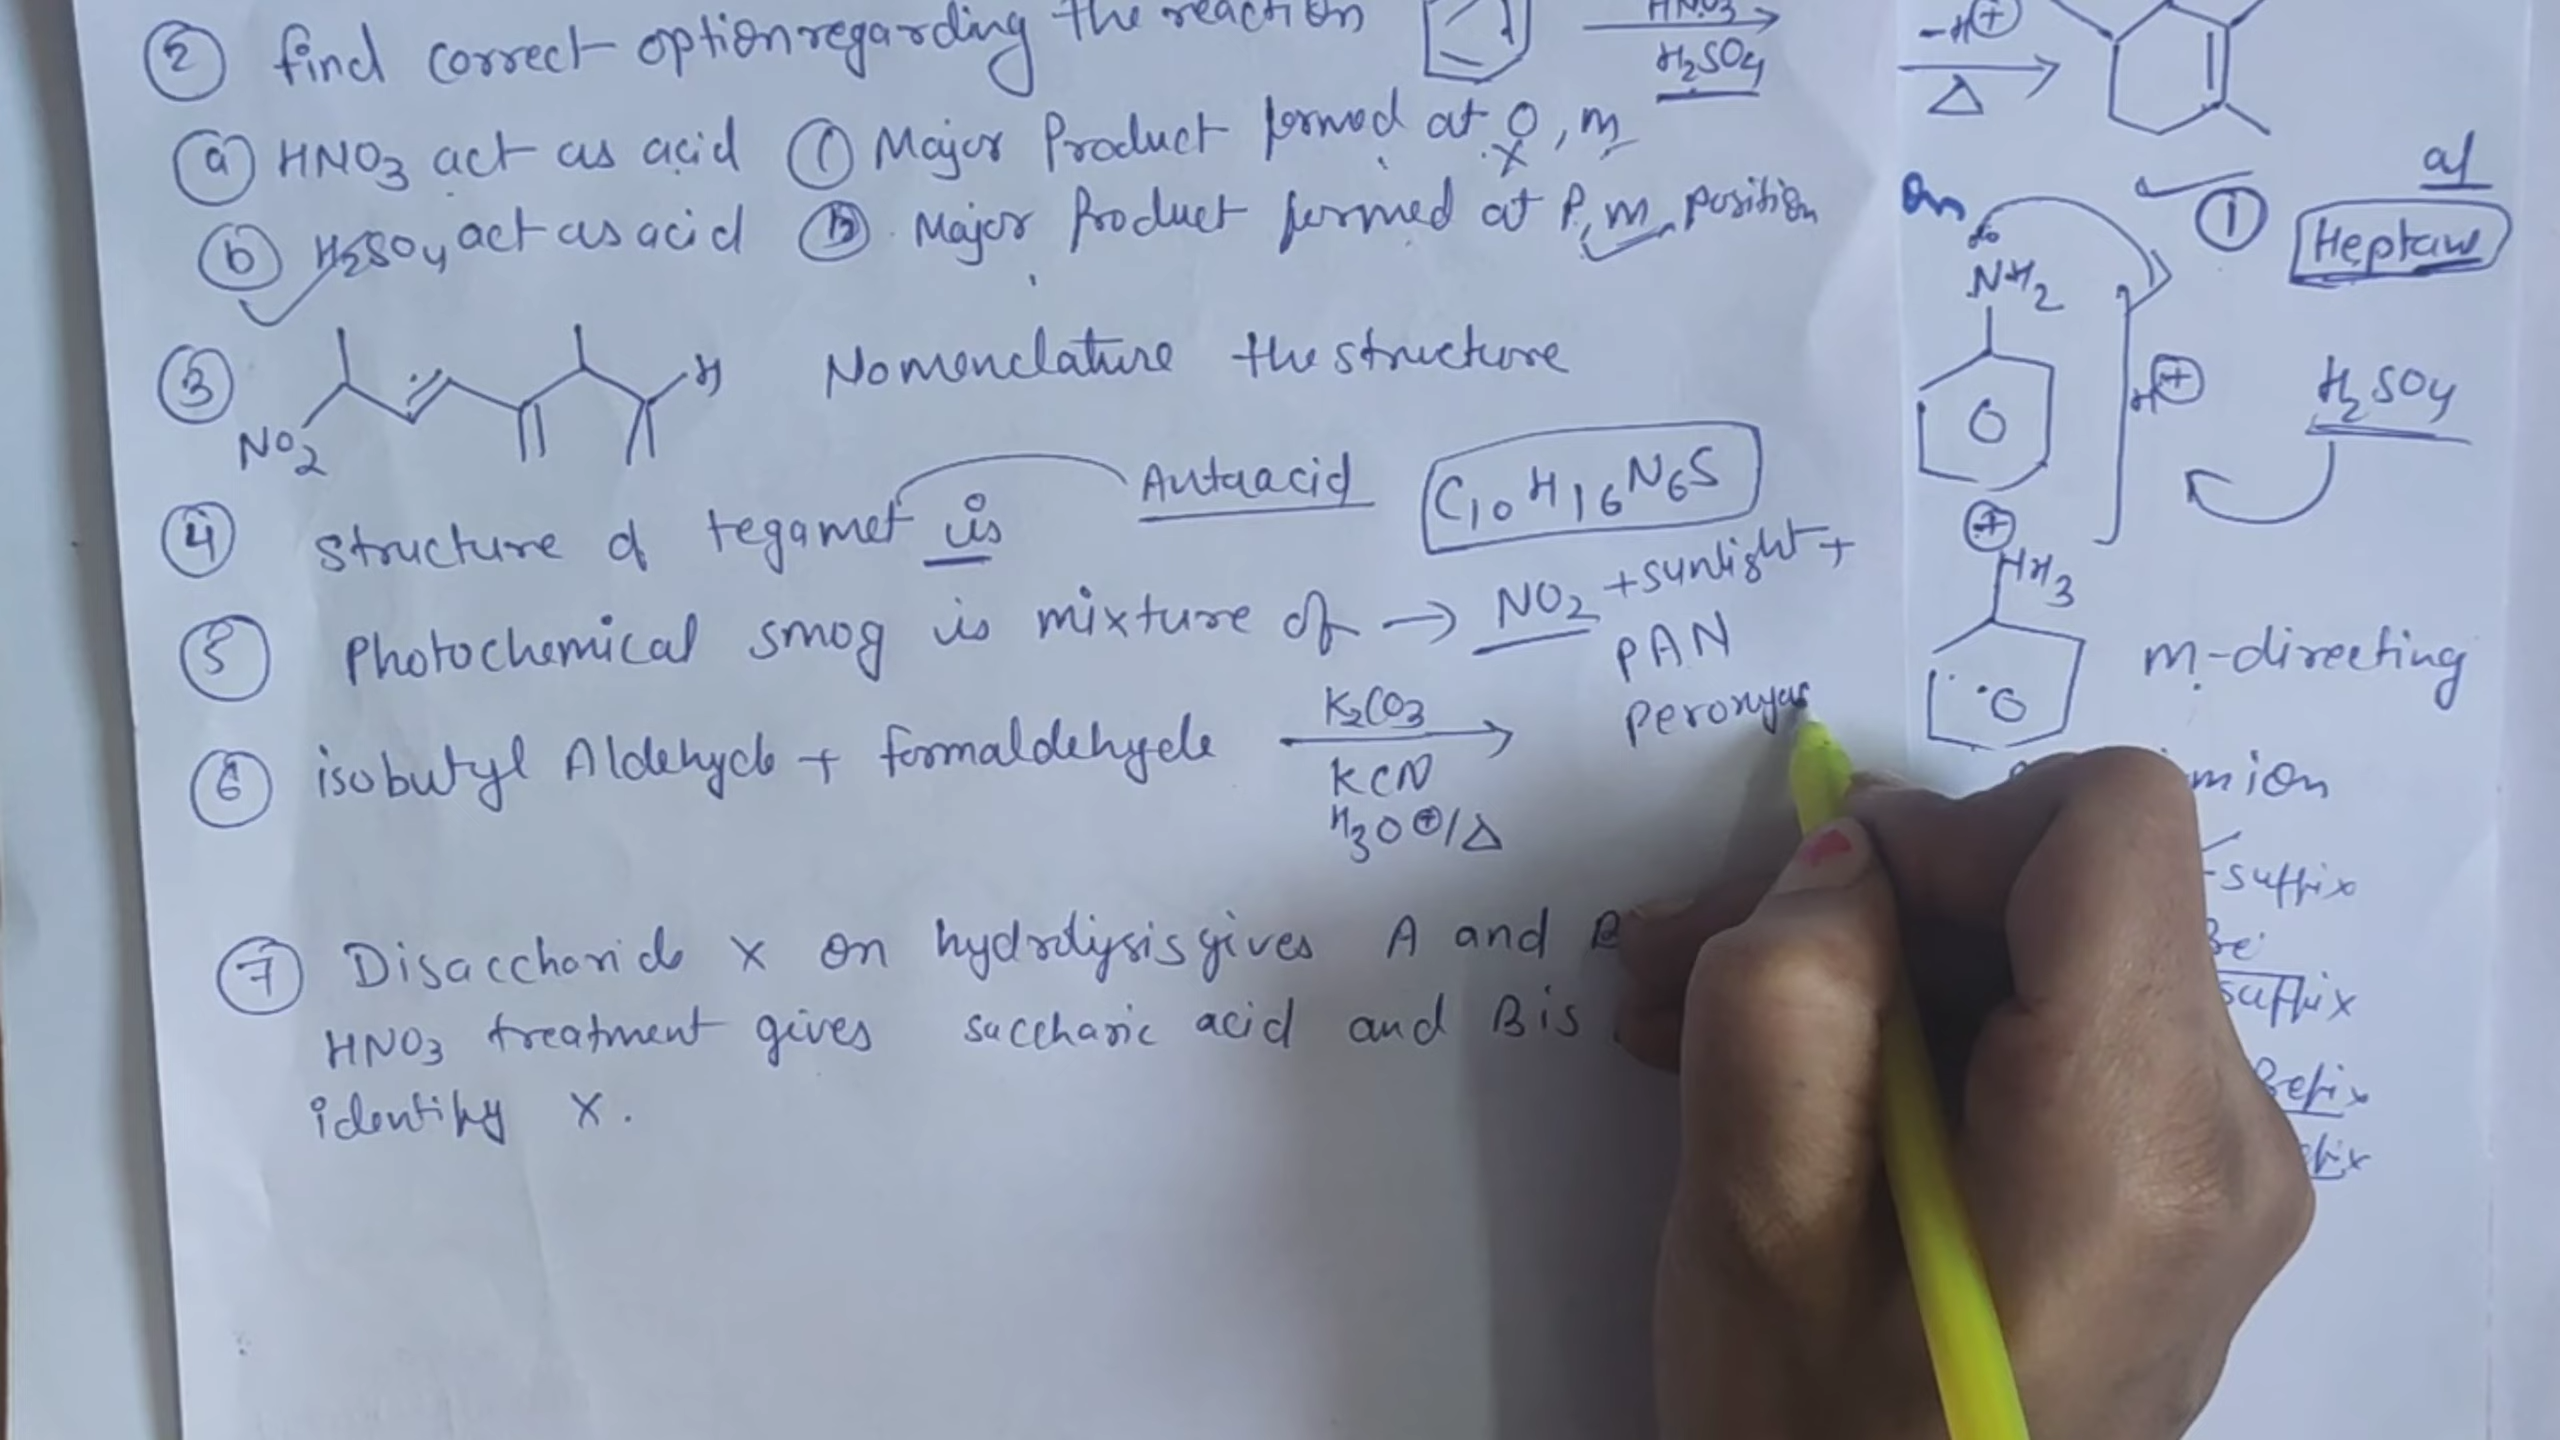 ② find correct option regarding the reaction HNO3 H2SO4
ⓐ HNO3 act as acid ① Major Product formed at O, m
x
ⓑ H2SO4 act as acid Major Product formed at P, m position
③ NO2 H Nomenclature the structure
④ structure of tegamet is Antaacid C10H16N6S
⑤ Photochemical smog is mixture of → NO2 + sunlight +
PAN
⑥ isobutyl Aldehyde + formaldehyde K2CO3
KCN
H3O⊕/△
⑦ Disaccharide x on hydrolysis gives A and B
HNO3 treatment gives saccharic acid and B is
identify x.
-H⊕
△
al
①
NH2
H⊕
H2SO4
⊕
m-directing
suffix
suffix